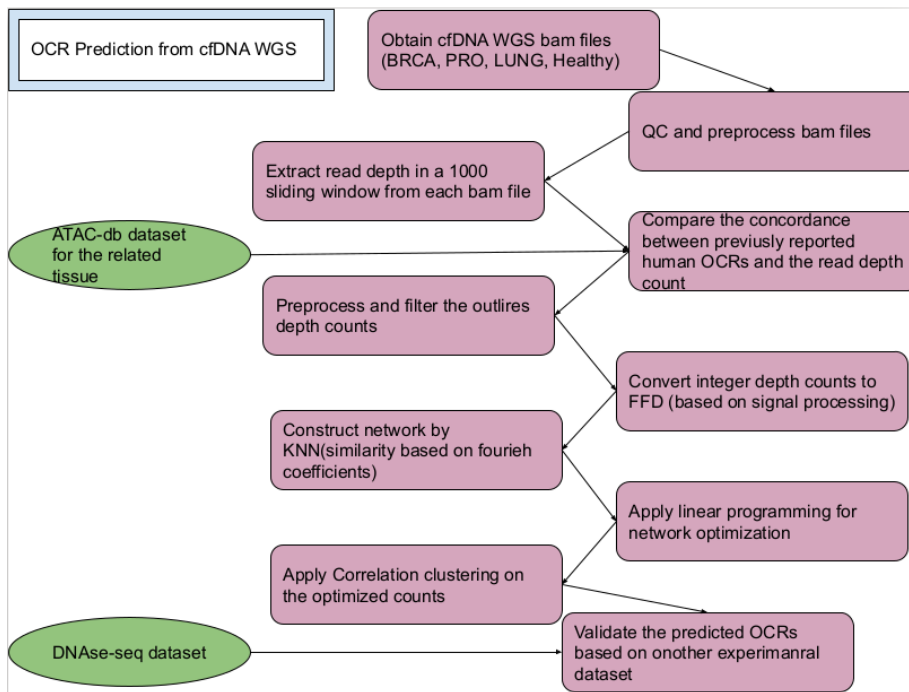 OCR Prediction from cfDNA WGS
Obtain cfDNA WGS bam files
(BRCA, PRO, LUNG, Healthy)
QC and preprocess bam files
Extract read depth in a 1000
sliding window from each bam file
ATAC-db dataset
for the related
tissue
Compare the concordance
between previusly reported
human OCRs and the read depth
count
Preprocess and filter the outlires
depth counts
Convert integer depth counts to
FFD (based on signal processing)
Construct network by
KNN(similarity based on fourieh
coefficients)
Apply linear programming for
network optimization
Apply Correlation clustering on
the optimized counts
DNAse-seq dataset
Validate the predicted OCRs
based on onother experimanral
dataset